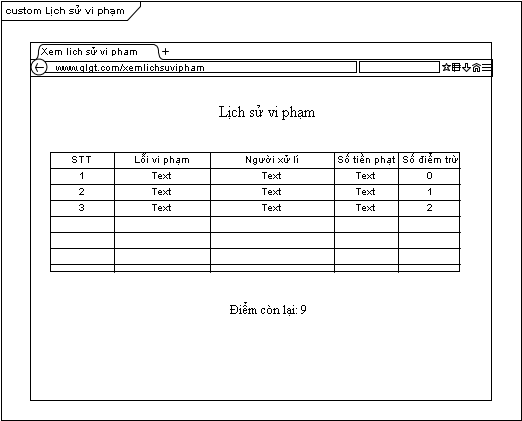 custom Lịch sử vi phạm
Xem lich sử vi pham +
www.qlgt.com/xemlichsuvipham
Lịch sử vi phạm
STT Lỗi vi phạm Người xử lí Số tiền phạt Số điểm trừ
1 Text Text Text 0
2 Text Text Text 1
3 Text Text Text 2
Điểm còn lại: 9